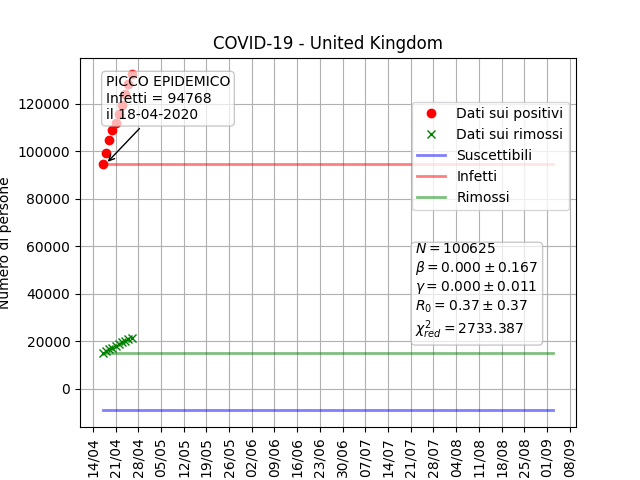 COVID-19 - United Kingdom
PICCO EPIDEMICO
Infetti = 94768
il 18-04-2020
Dati sui positivi
Dati sui rimossi
Suscettibili
Infetti
Rimossi
N = 100625
β = 0.000 ± 0.167
γ = 0.000 ± 0.011
R₀ = 0.37 ± 0.37
χ²red = 2733.387
Numero di persone
120000
100000
80000
60000
40000
20000
0
14/04
21/04
28/04
05/05
12/05
19/05
26/05
02/06
09/06
16/06
23/06
30/06
07/07
14/07
21/07
28/07
04/08
11/08
18/08
25/08
01/09
08/09